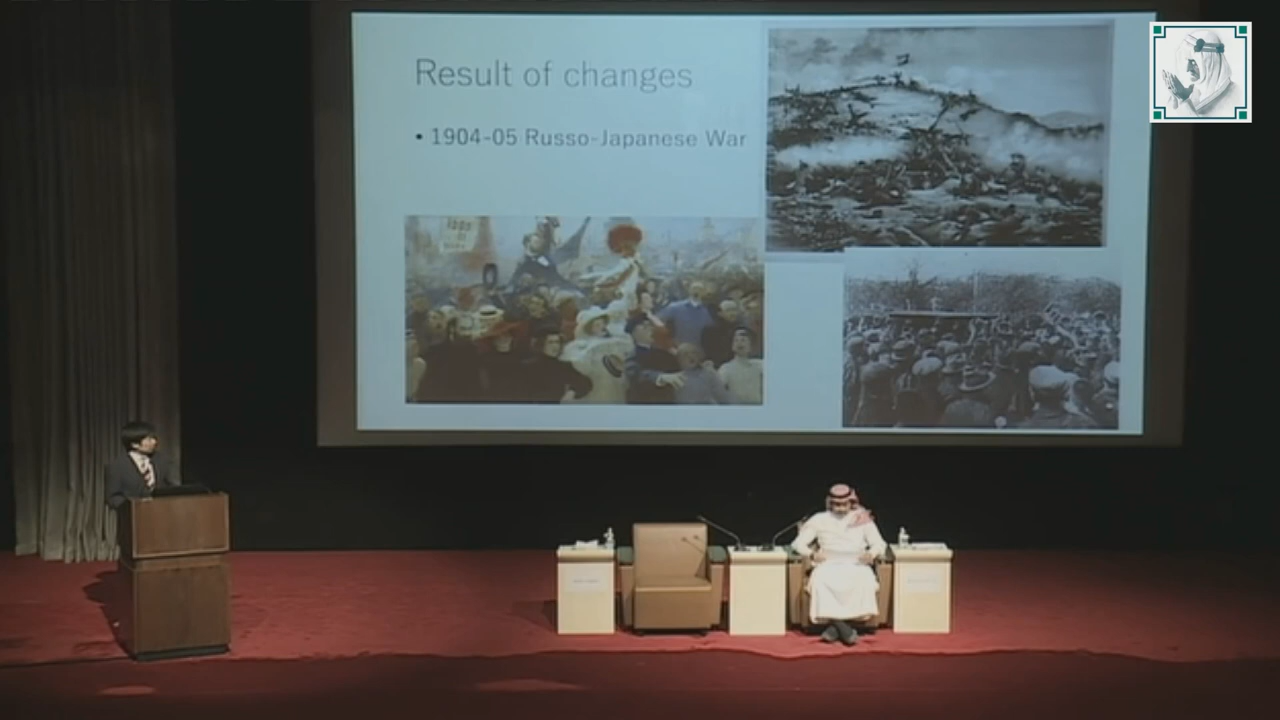 Result of changes
• 1904-05 Russo-Japanese War